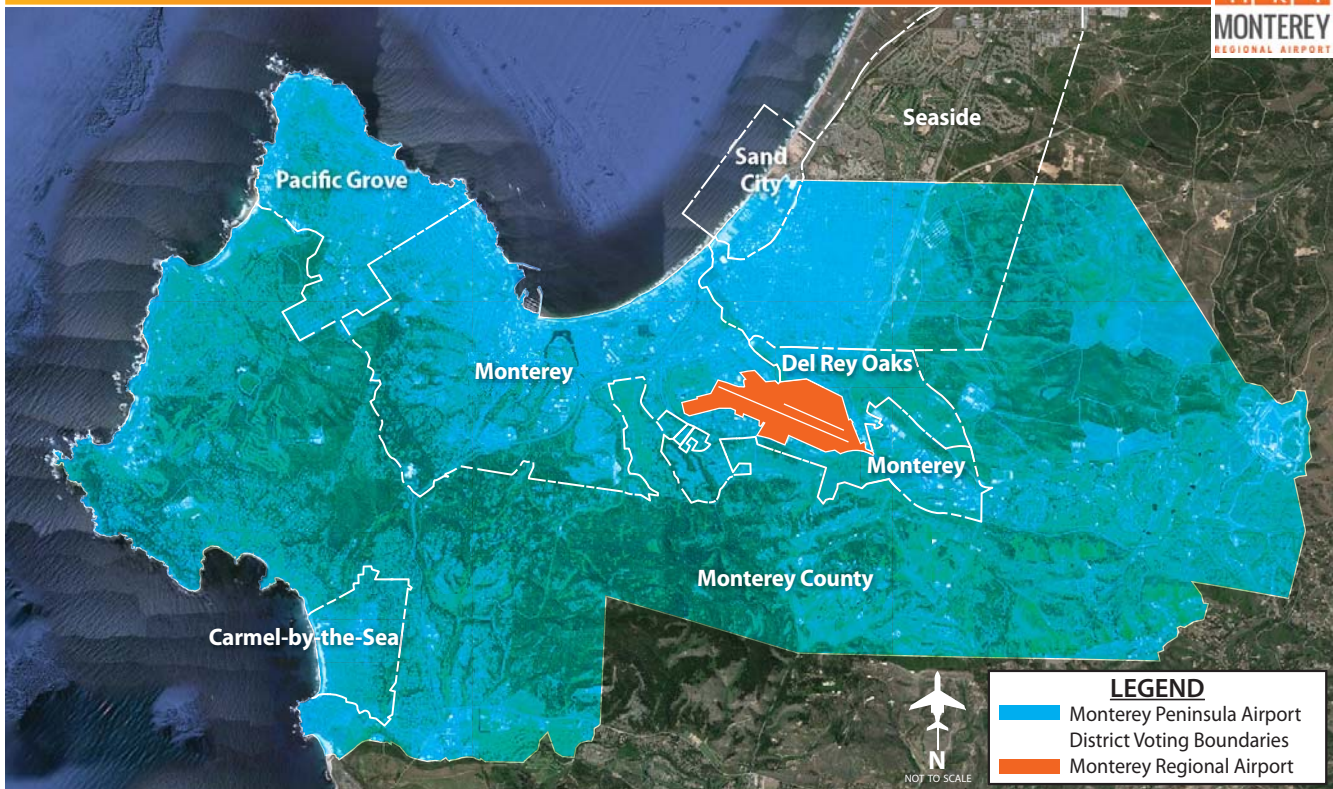 MONTEREY
REGIONAL AIRPORT
Seaside
Sand
City
Pacific Grove
Del Rey Oaks
Monterey
Monterey
Monterey County
Carmel-by-the-Sea
N
NOT TO SCALE
LEGEND
Monterey Peninsula Airport
District Voting Boundaries
Monterey Regional Airport